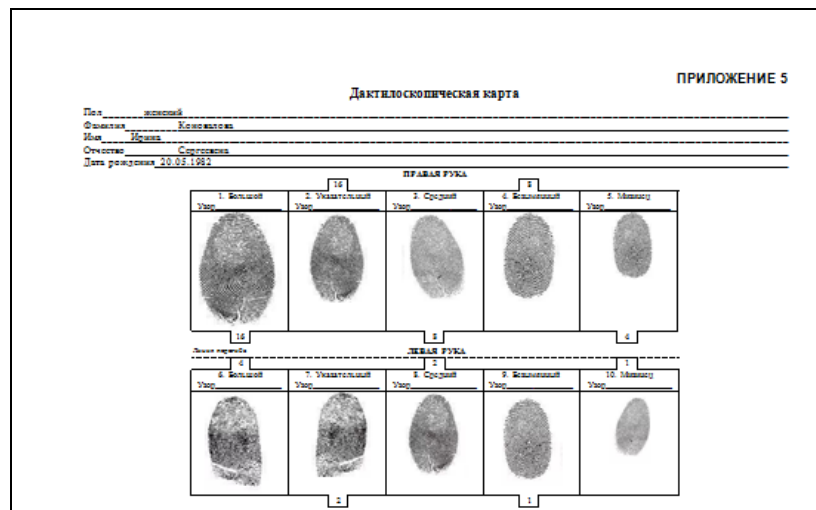 ПРИЛОЖЕНИЕ 5
Дактилоскопическая карта
Пол женский
Фамилия Коновалова
Имя Ирина
Отчество Сергеевна
Дата рождения 20.05.1982
ПРАВАЯ РУКА
16 8
1. Большой 2. Указательный 3. Средний 4. Безымянный 5. Мизинец
Узор Узор Узор Узор Узор
16 8 4
Линия перегиба ЛЕВАЯ РУКА
4 2 1
6. Большой 7. Указательный 8. Средний 9. Безымянный 10. Мизинец
Узор Узор Узор Узор Узор
2 1